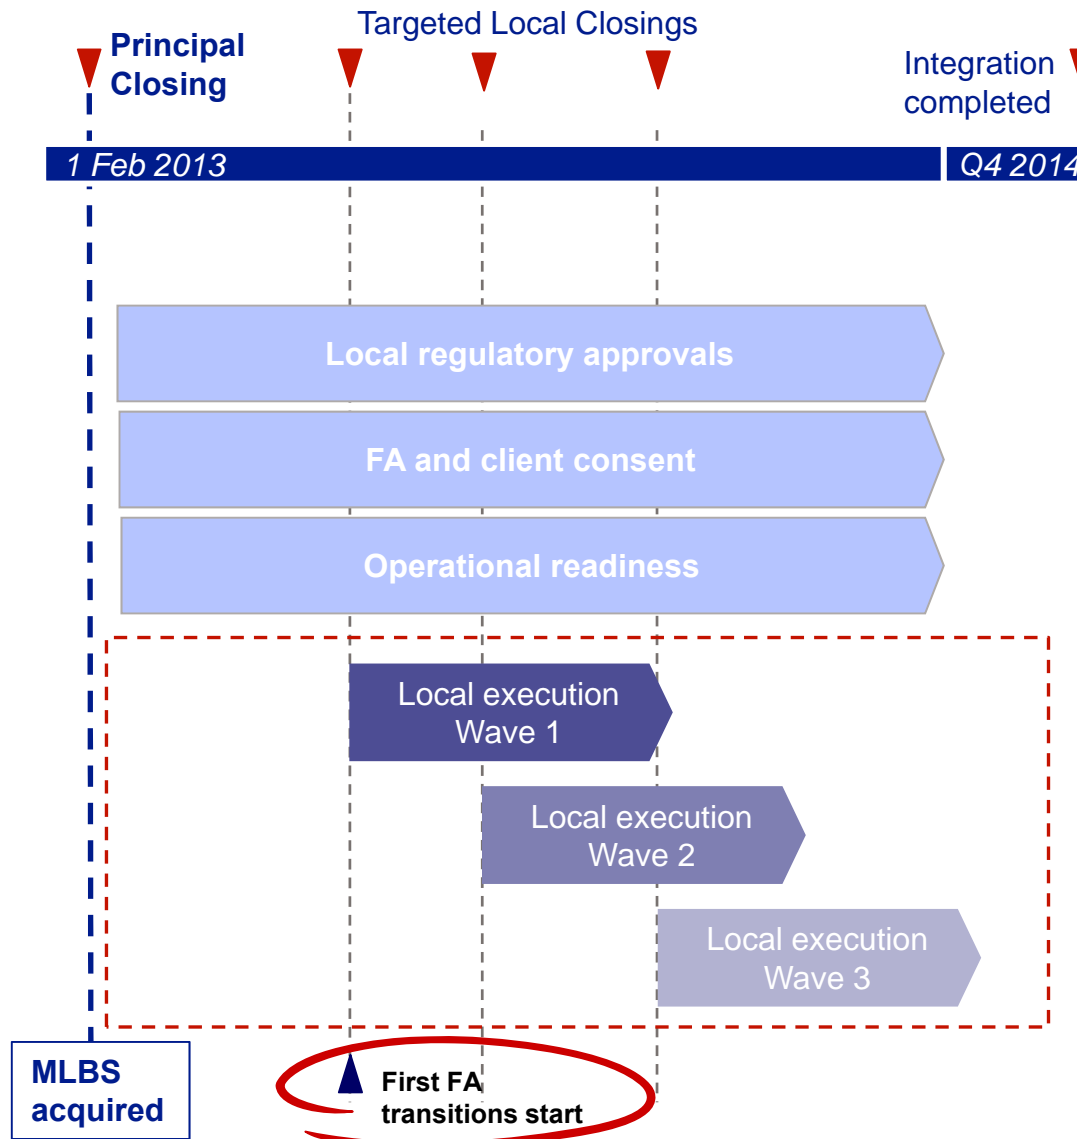 Targeted Local Closings
Principal
Closing
Integration
completed
1 Feb 2013
Q4 2014
Local regulatory approvals
FA and client consent
Operational readiness
Local execution
Wave 1
Local execution
Wave 2
Local execution
Wave 3
MLBS
acquired
First FA
transitions start